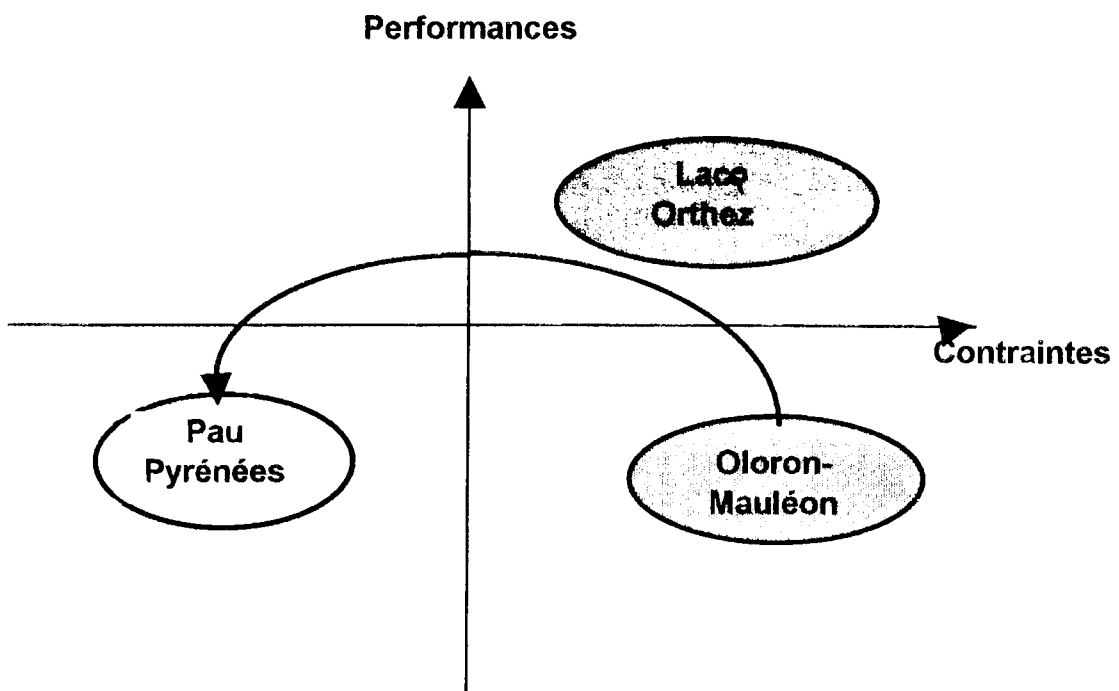 Performances
Lacq
Orthez
Contraintes
Pau
Pyrénées
Oloron-
Mauléon